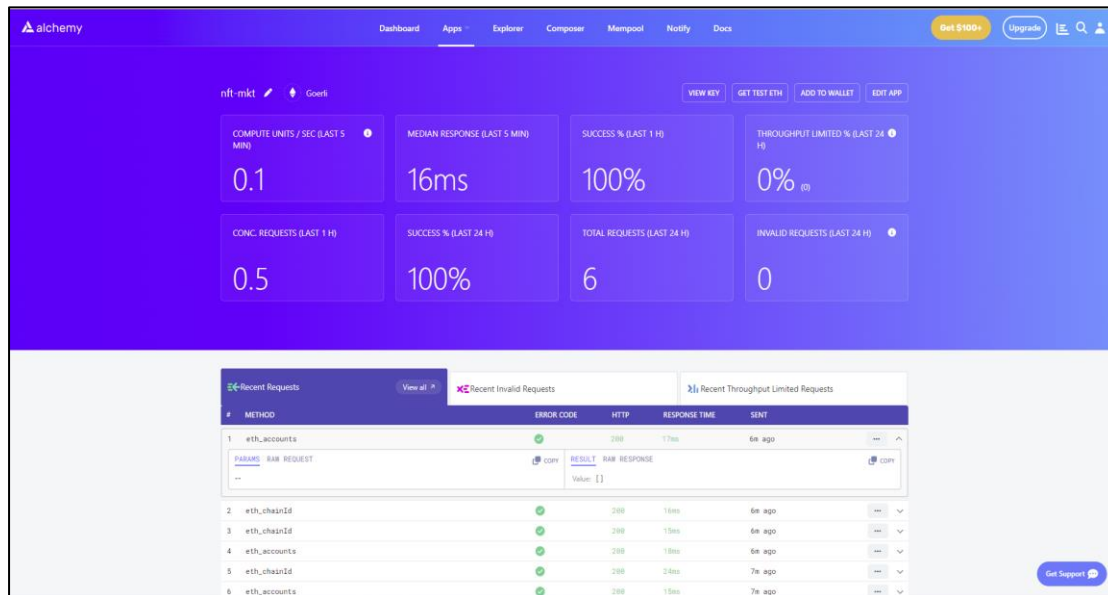 alchemy
Dashboard Apps Explorer Composer Mempool Notify Docs
Get $100+ Upgrade
nft-mkt Goerli
VIEW KEY GET TEST ETH ADD TO WALLET EDIT APP
COMPUTE UNITS / SEC (LAST 5 MIN)
0.1
MEDIAN RESPONSE (LAST 5 MIN)
16ms
SUCCESS % (LAST 1 H)
100%
THROUGHPUT LIMITED % (LAST 24 H)
0% (0)
CONC. REQUESTS (LAST 1 H)
0.5
SUCCESS % (LAST 24 H)
100%
TOTAL REQUESTS (LAST 24 H)
6
INVALID REQUESTS (LAST 24 H)
0
Recent Requests View all Recent Invalid Requests Recent Throughput Limited Requests
# METHOD ERROR CODE HTTP RESPONSE TIME SENT
1 eth_accounts 200 17ms 6m ago
PARAMS RAW REQUEST COPY RESULT RAW RESPONSE COPY
-- Value: []
2 eth_chainId 200 16ms 6m ago
3 eth_chainId 200 15ms 6m ago
4 eth_accounts 200 18ms 6m ago
5 eth_chainId 200 24ms 7m ago
6 eth_accounts 200 15ms 7m ago
Get Support